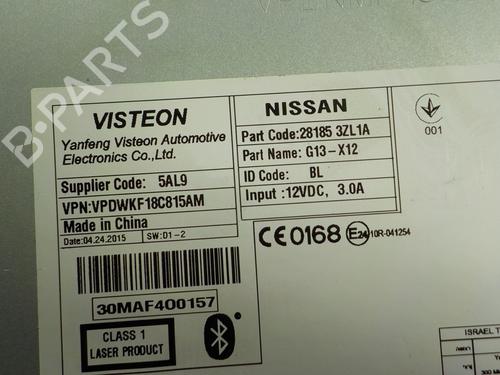 B-PARTS
VISTEON
Yanfeng Visteon Automotive
Electronics Co.,Ltd.
Supplier Code: 5AL9
VPN:VPDWKF18C815AM
Made in China
Date:04.24.2015 SW:01-2
30MAF400157
CLASS 1
LASER PRODUCT
NISSAN
Part Code:28185 3ZL1A
Part Name: G13-X12
ID Code: BL
Input :12VDC, 3.0A
001
CE0168 E24 10R-041254
ISRAEL T